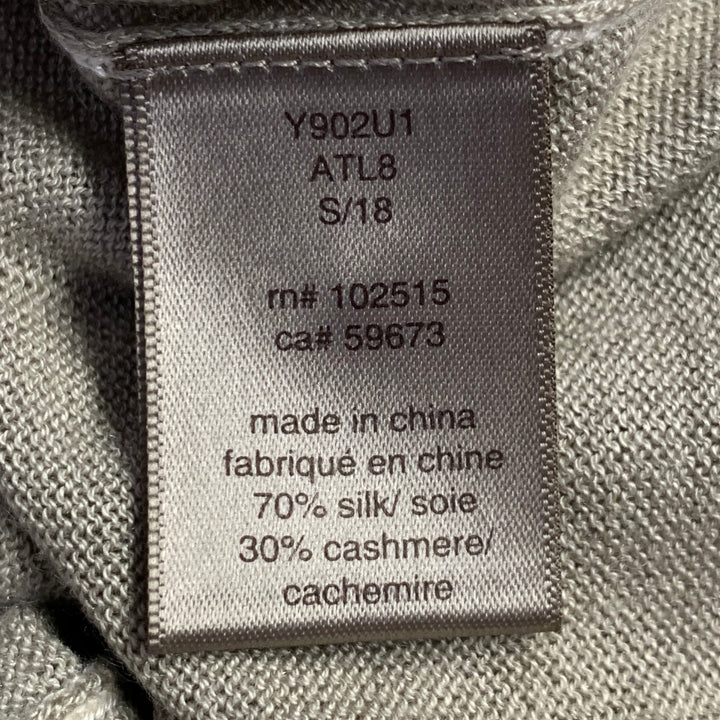 Y902U1
ATL8
S/18
rn# 102515
ca# 59673
made in china
fabriqué en chine
70% silk/ soie
30% cashmere/
cachemire